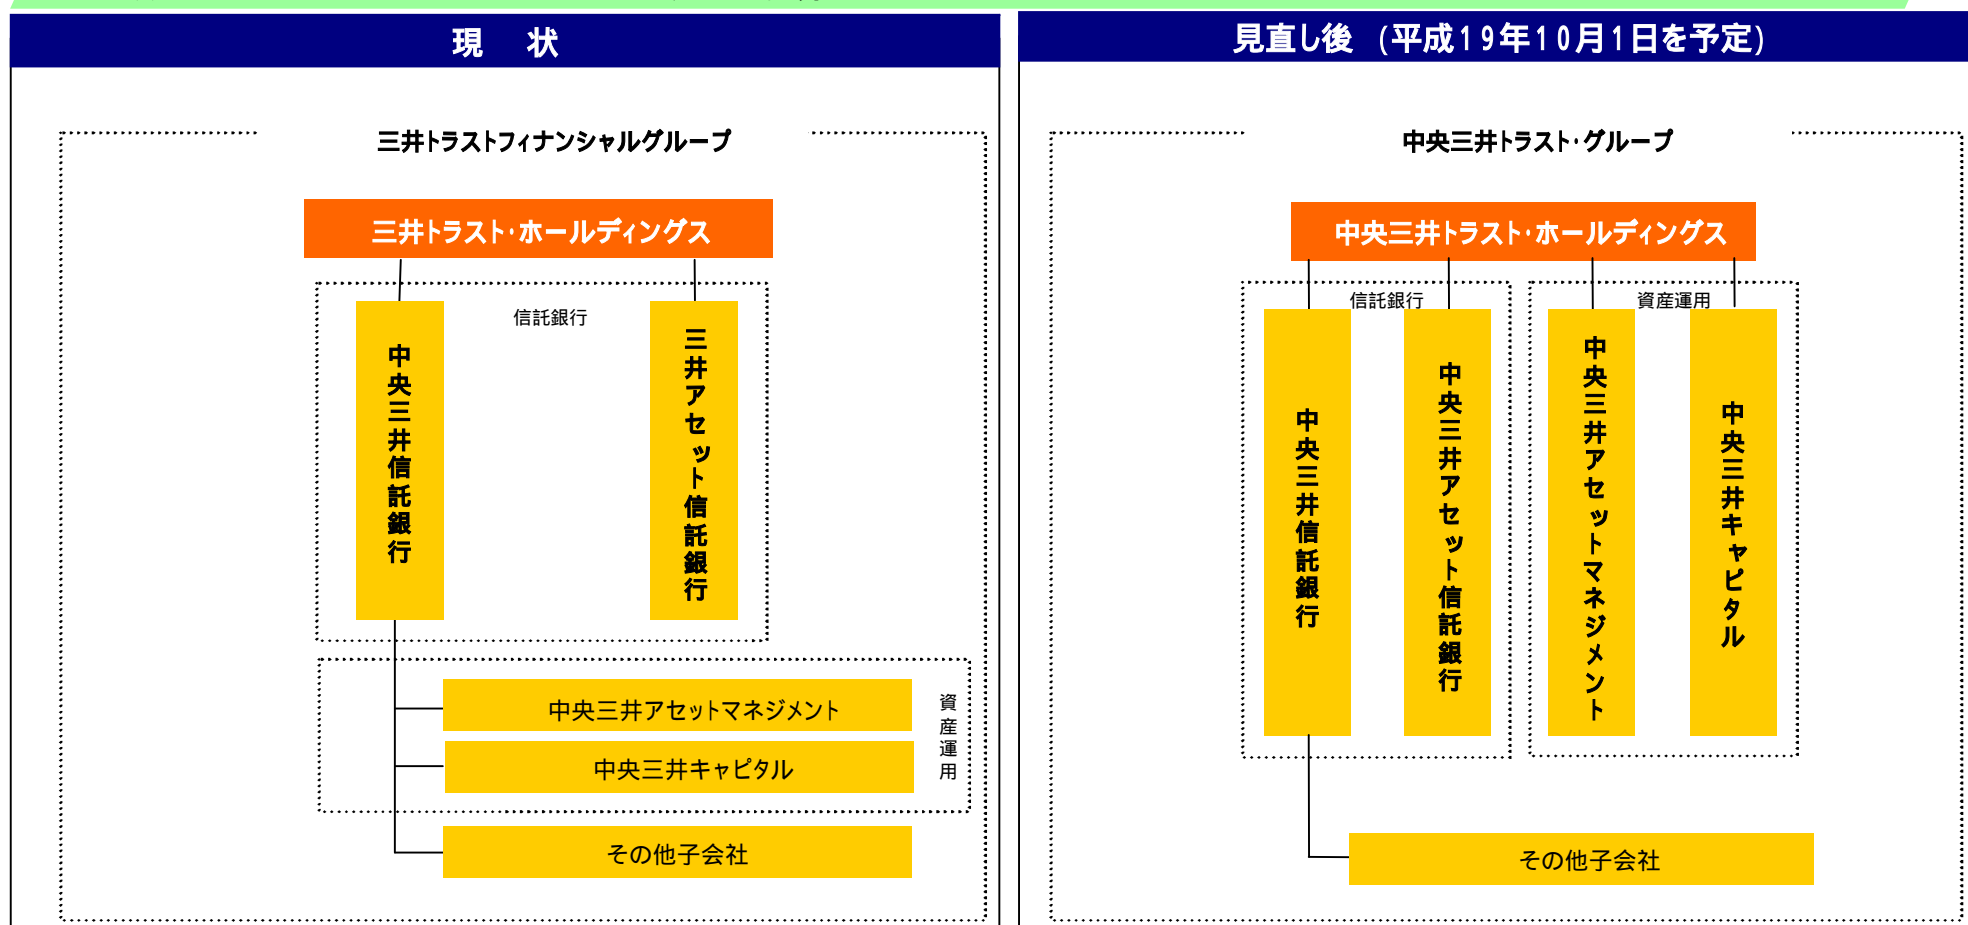 現 状
三井トラストフィナンシャルグループ
三井トラスト・ホールディングス
信託銀行
中央三井信託銀行
三井アセット信託銀行
中央三井アセットマネジメント
中央三井キャピタル
資産運用
その他子会社
見直し後 (平成19年10月1日を予定)
中央三井トラスト・グループ
中央三井トラスト・ホールディングス
信託銀行
資産運用
中央三井信託銀行
中央三井アセット信託銀行
中央三井アセットマネジメント
中央三井キャピタル
その他子会社